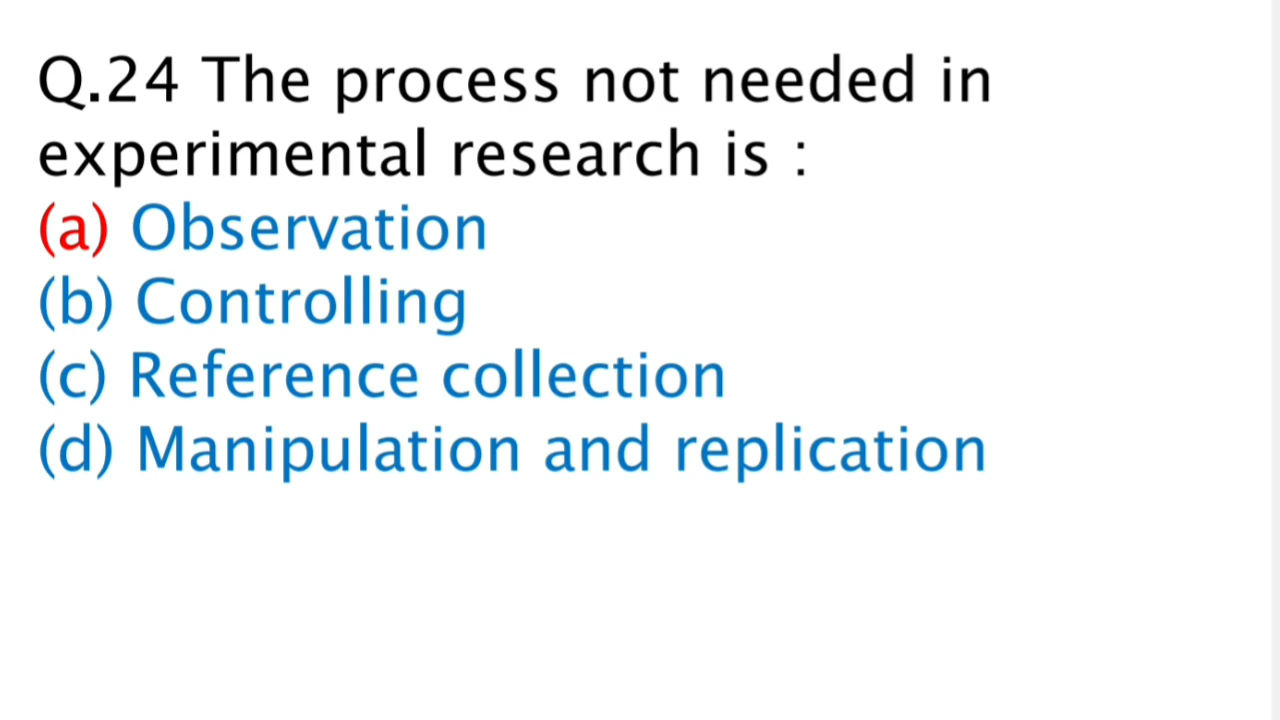 Q.24 The process not needed in
experimental research is :
(a) Observation
(b) Controlling
(c) Reference collection
(d) Manipulation and replication